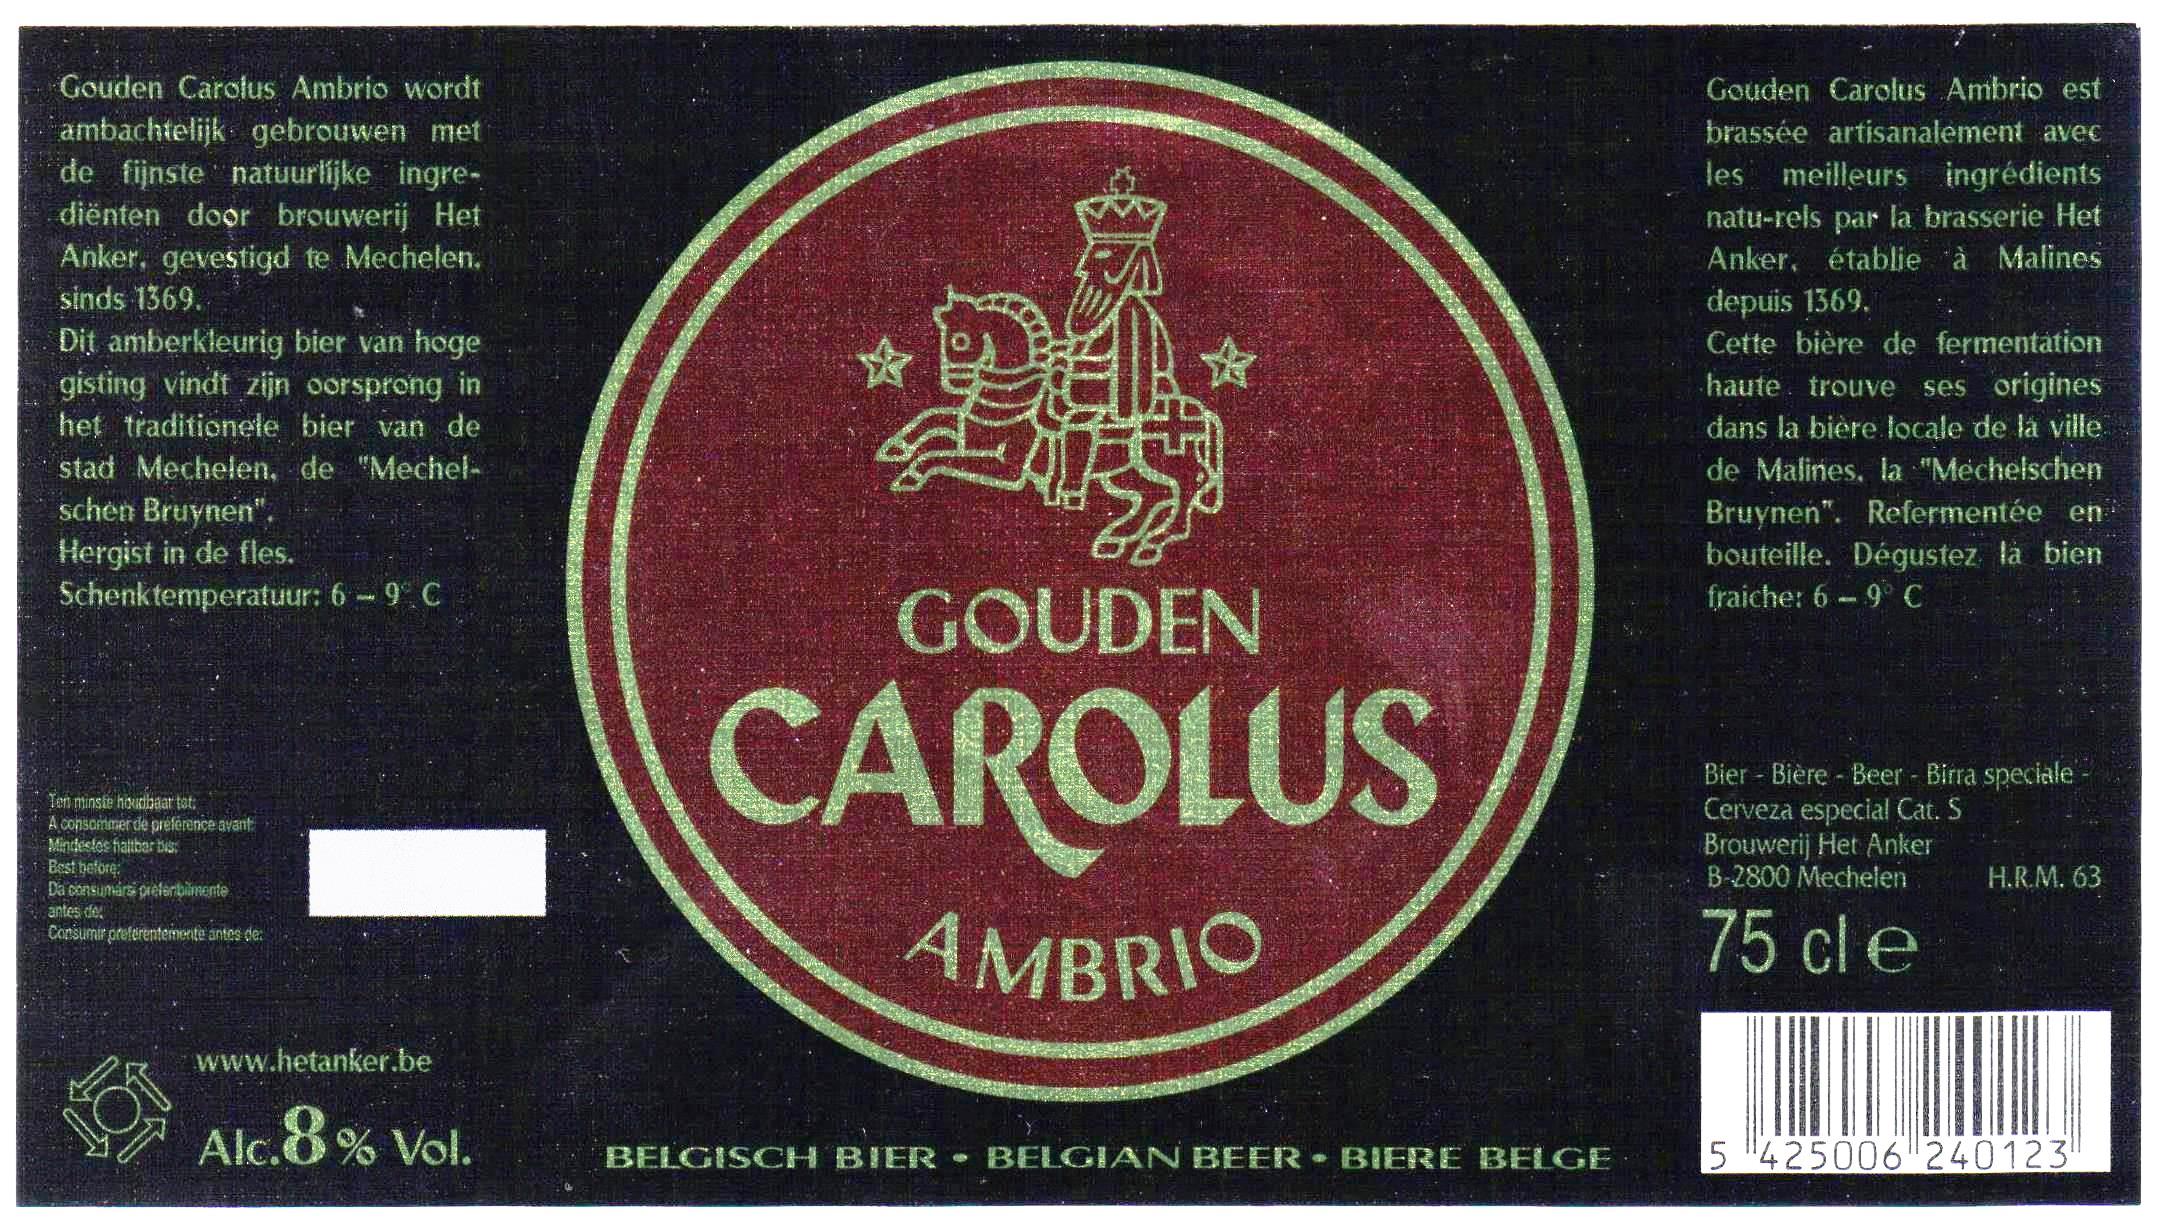 Gouden Carolus Ambrio wordt
ambachtelijk gebrouwen met
de fijnste natuurlijke ingre-
diënten door brouwerij Het
Anker, gevestigd te Mechelen,
sinds 1369.
Dit amberkleurig bier van hoge
gisting vindt zijn oorsprong in
het traditionele bier van de
stad Mechelen, de "Mechel-
schen Bruynen".
Hergist in de fles.
Schenktemperatuur: 6 – 9° C
Ten minste houdbaar tot:
A consommer de preference avant:
Mindestes haltbar bis:
Best before:
Da consumarsi preferibilmente
antes de:
Consumir preferentemente antes de:
www.hetanker.be
Alc. 8 % Vol.
GOUDEN
CAROLUS
AMBRIO
BELGISCH BIER • BELGIAN BEER • BIERE BELGE
Gouden Carolus Ambrio est
brassée artisanalement avec
les meilleurs ingrédients
natu-rels par la brasserie Het
Anker, établie à Malines
depuis 1369.
Cette bière de fermentation
haute trouve ses origines
dans la bière locale de la ville
de Malines, la "Mechelschen
Bruynen". Refermentée en
bouteille. Dégustez la bien
fraiche: 6 – 9° C
Bier - Bière - Beer - Birra speciale -
Cerveza especial Cat. S
Brouwerij Het Anker
B-2800 Mechelen H.R.M. 63
75 cl e
5 425006 240123